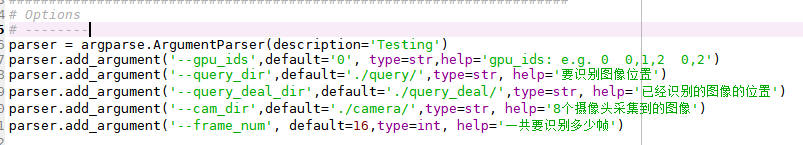 # Options
# --------
parser = argparse.ArgumentParser(description='Testing')
parser.add_argument('--gpu_ids',default='0', type=str,help='gpu_ids: e.g. 0  0,1,2  0,2')
parser.add_argument('--query_dir',default='./query/',type=str, help='要识别图像位置')
parser.add_argument('--query_deal_dir',default='./query_deal/',type=str, help='已经识别的图像的位置')
parser.add_argument('--cam_dir',default='./camera/',type=str, help='8个摄像头采集到的图像')
parser.add_argument('--frame_num', default=16,type=int, help='一共要识别多少帧')